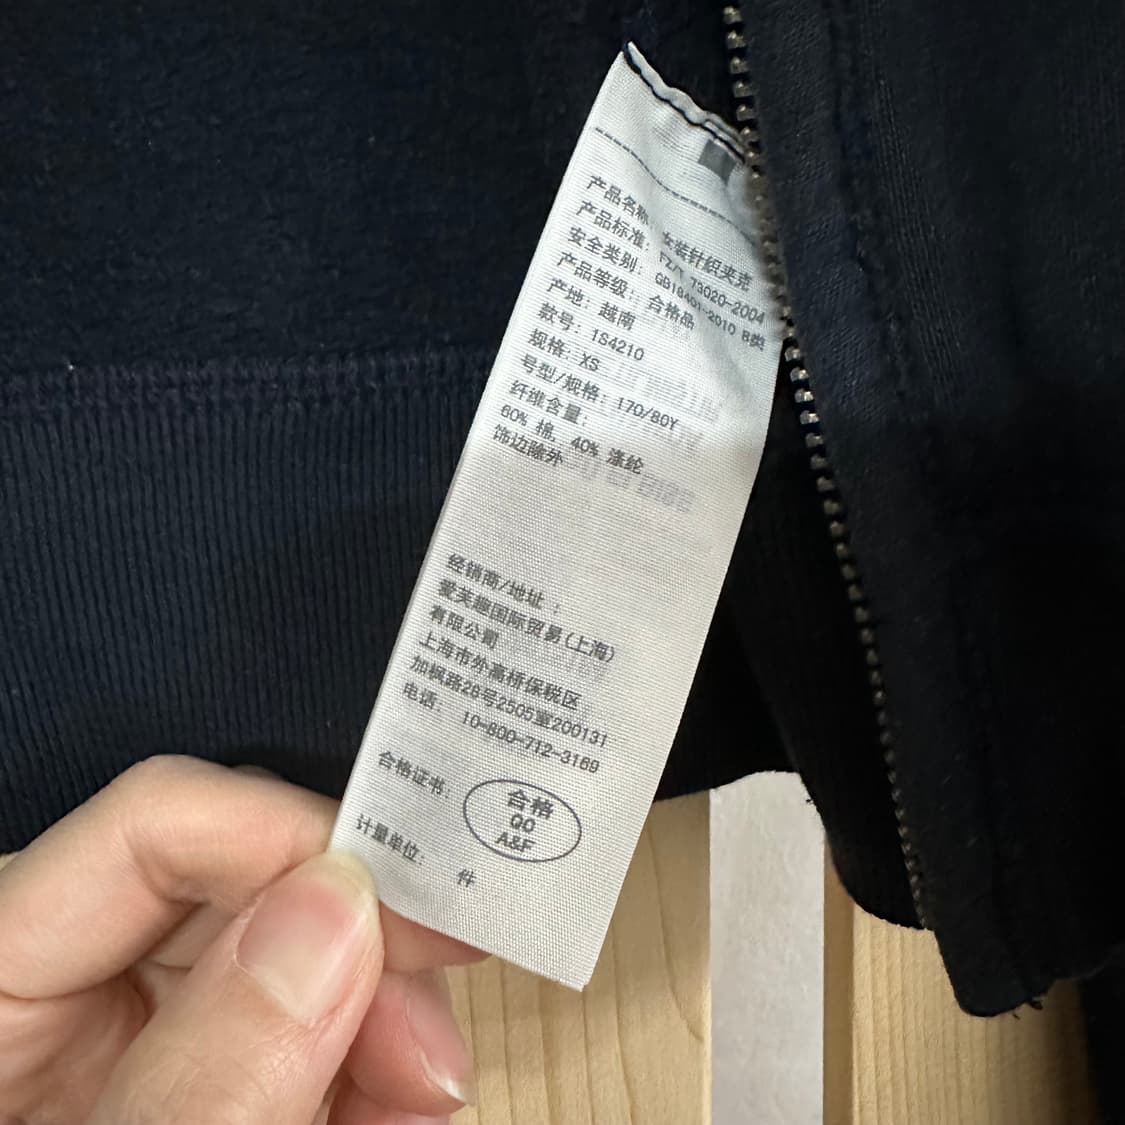 产品名称: 女装针织夹克
产品标准: FZ/T 73020-2004
安全类别: GB18401-2010 B类
产品等级: 合格品
产地: 越南
款号: 1S4210
规格: XS
号型/规格: 170/80Y
纤维含量:
60% 棉, 40% 涤纶
饰边除外
经销商/地址 :
爱芙趣国际贸易(上海)
有限公司
上海市外高桥保税区
加枫路28号2505室200131
电话: 10-800-712-3169
合格证书:
合格
QC
A&F
计量单位:
件